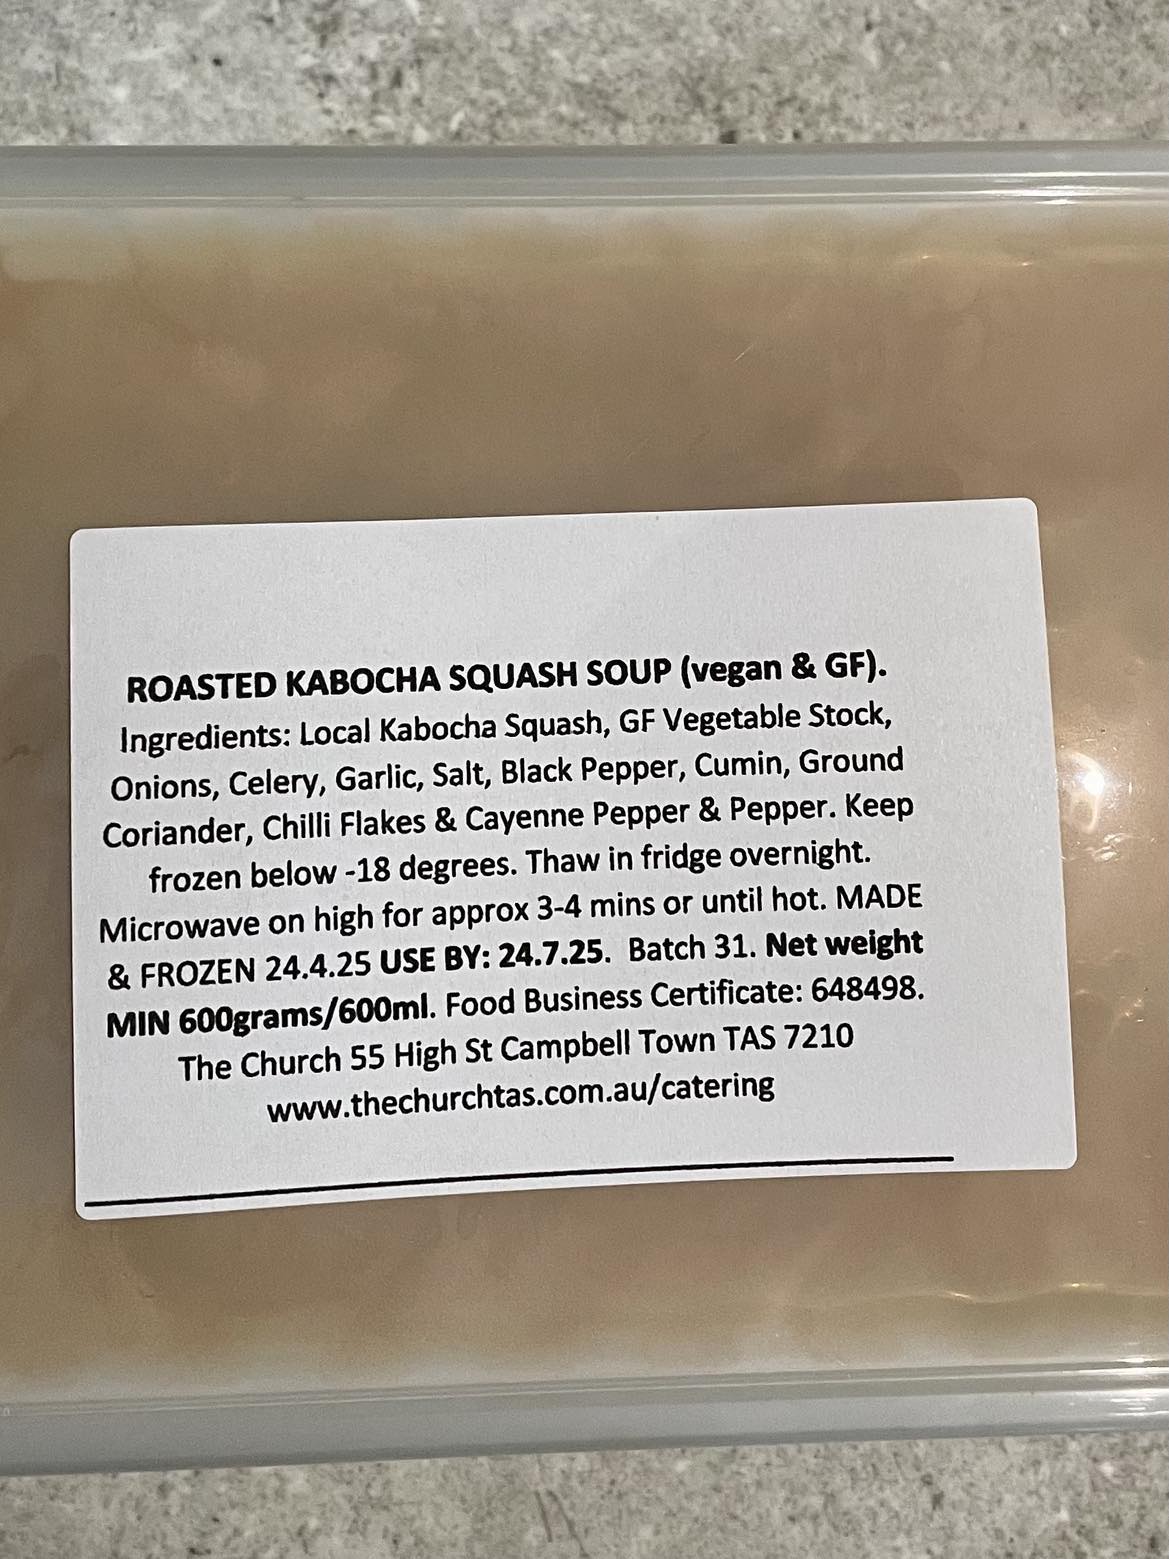 ROASTED KABOCHA SQUASH SOUP (vegan & GF).
Ingredients: Local Kabocha Squash, GF Vegetable Stock,
Onions, Celery, Garlic, Salt, Black Pepper, Cumin, Ground
Coriander, Chilli Flakes & Cayenne Pepper & Pepper. Keep
frozen below -18 degrees. Thaw in fridge overnight.
Microwave on high for approx 3-4 mins or until hot. MADE
& FROZEN 24.4.25 USE BY: 24.7.25. Batch 31. Net weight
MIN 600grams/600ml. Food Business Certificate: 648498.
The Church 55 High St Campbell Town TAS 7210
www.thechurchtas.com.au/catering